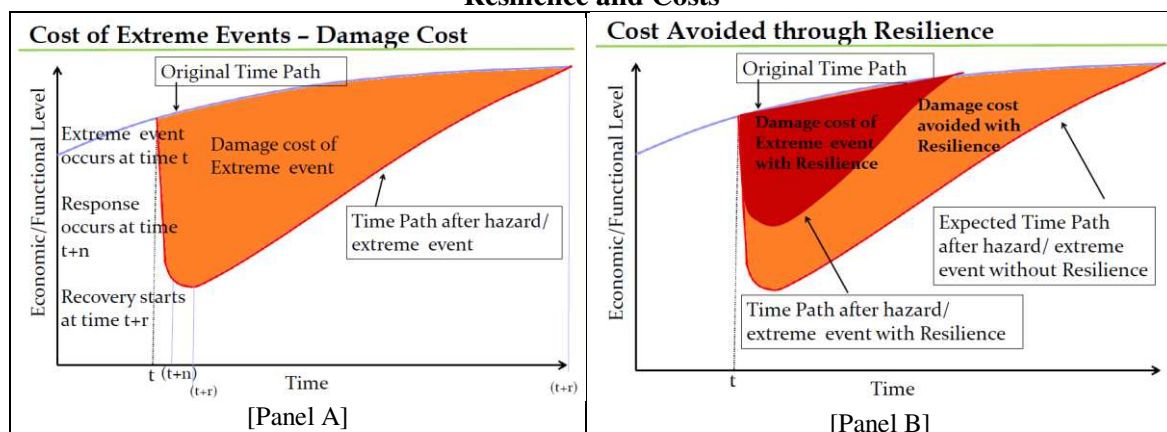 Resilience and Costs
Cost of Extreme Events – Damage Cost
Original Time Path
Economic/Functional Level
Extreme event
occurs at time t
Damage cost of
Extreme event
Response
occurs at time
t+n
Time Path after hazard/
extreme event
Recovery starts
at time t+r
t
(t+n)
(t+r)
Time
(t+r)
[Panel A]
Cost Avoided through Resilience
Original Time Path
Economic/Functional Level
Damage cost of
Extreme event
with Resilience
Damage cost
avoided with
Resilience
Expected Time Path
after hazard/ extreme
event without Resilience
Time Path after hazard/
extreme event with Resilience
t
Time
[Panel B]